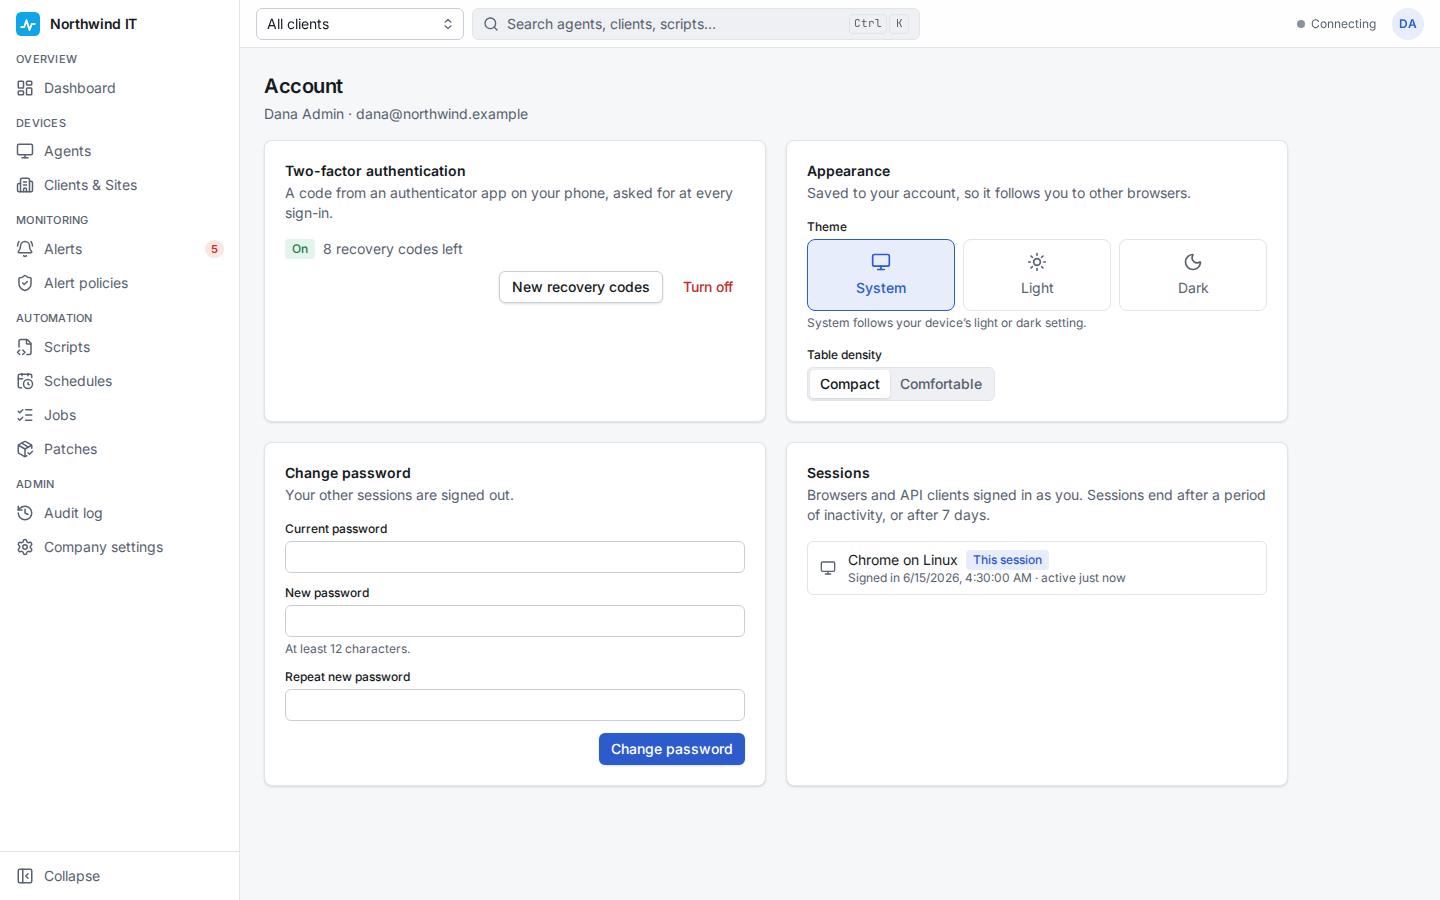 Northwind IT
All clients
Search agents, clients, scripts...
Ctrl K
Connecting
DA
OVERVIEW
Dashboard
DEVICES
Agents
Clients & Sites
MONITORING
Alerts 5
Alert policies
AUTOMATION
Scripts
Schedules
Jobs
Patches
ADMIN
Audit log
Company settings
Collapse
Account
Dana Admin · dana@northwind.example
Two-factor authentication
A code from an authenticator app on your phone, asked for at every
sign-in.
On 8 recovery codes left
New recovery codes Turn off
Appearance
Saved to your account, so it follows you to other browsers.
Theme
System Light Dark
System follows your device’s light or dark setting.
Table density
Compact Comfortable
Change password
Your other sessions are signed out.
Current password
New password
At least 12 characters.
Repeat new password
Change password
Sessions
Browsers and API clients signed in as you. Sessions end after a period
of inactivity, or after 7 days.
Chrome on Linux This session
Signed in 6/15/2026, 4:30:00 AM · active just now